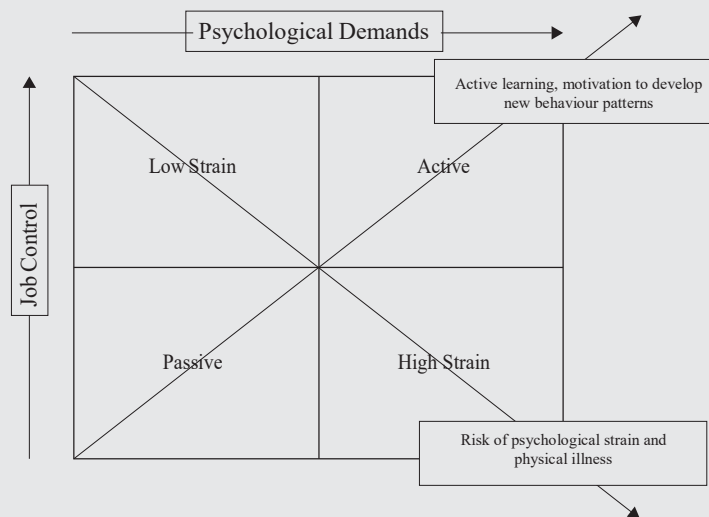 Psychological Demands
Active learning, motivation to develop
new behaviour patterns
Low Strain
Active
Job Control
Passive
High Strain
Risk of psychological strain and
physical illness